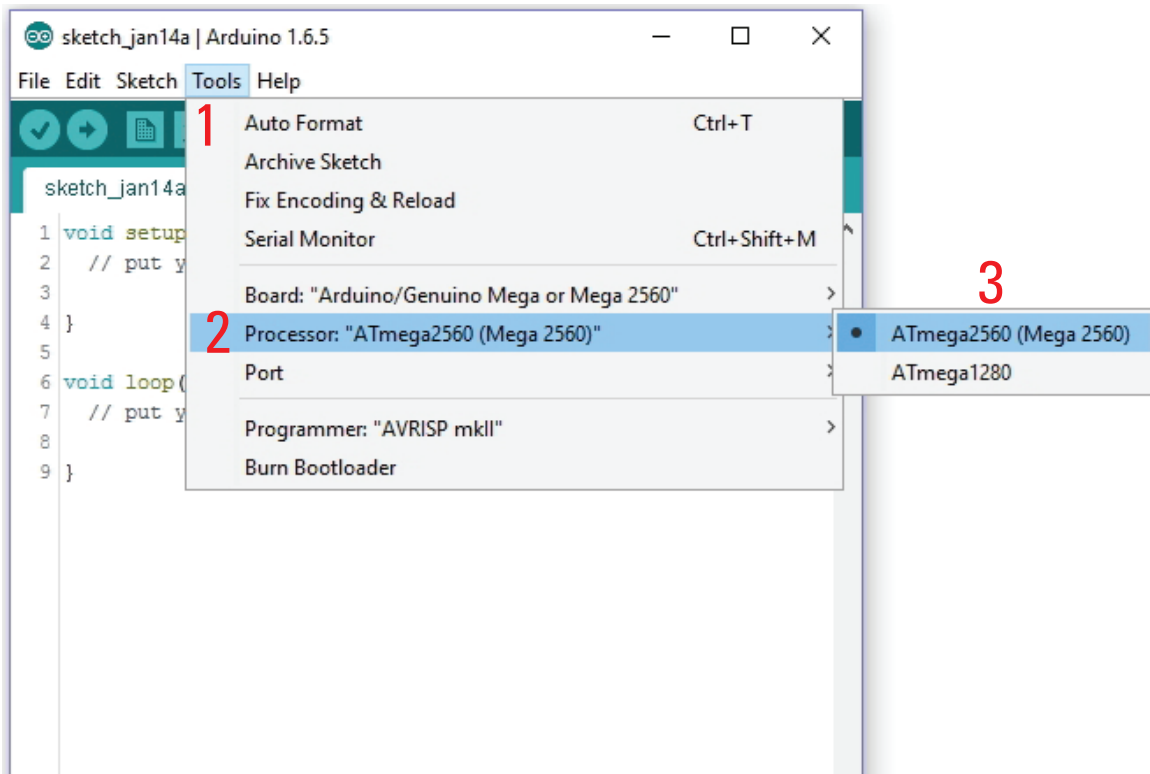 sketch_jan14a | Arduino 1.6.5
File Edit Sketch Tools Help
1
Auto Format Ctrl+T
Archive Sketch
sketch_jan14a
Fix Encoding & Reload
1 void setup
Serial Monitor Ctrl+Shift+M
2 // put y
3
3
Board: "Arduino/Genuino Mega or Mega 2560"
4 }
2
Processor: "ATmega2560 (Mega 2560)"
ATmega2560 (Mega 2560)
5
Port
ATmega1280
6 void loop(
7 // put y
Programmer: "AVRISP mkII"
8
Burn Bootloader
9 }